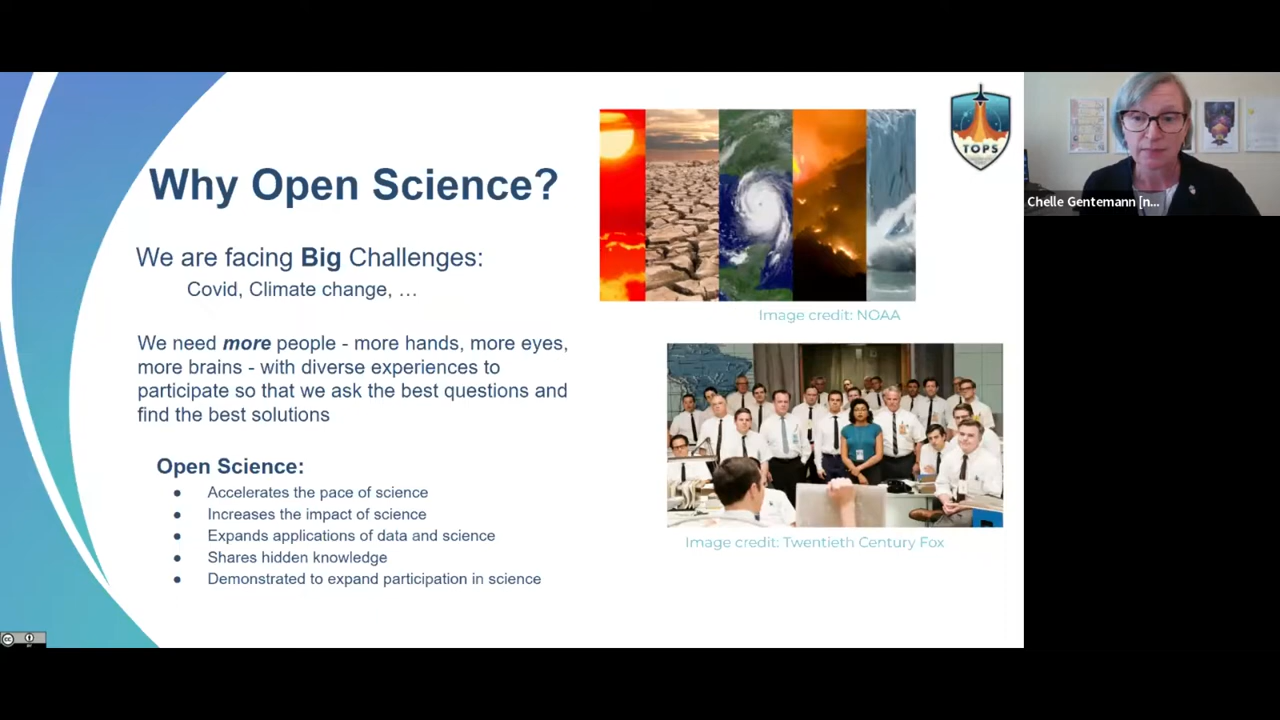 Why Open Science?
We are facing Big Challenges:
Covid, Climate change, …
We need more people - more hands, more eyes,
more brains - with diverse experiences to
participate so that we ask the best questions and
find the best solutions
Open Science:
● Accelerates the pace of science
● Increases the impact of science
● Expands applications of data and science
● Shares hidden knowledge
● Demonstrated to expand participation in science
Image credit: NOAA
Image credit: Twentieth Century Fox
TOPS
Chelle Gentemann [n...
cc